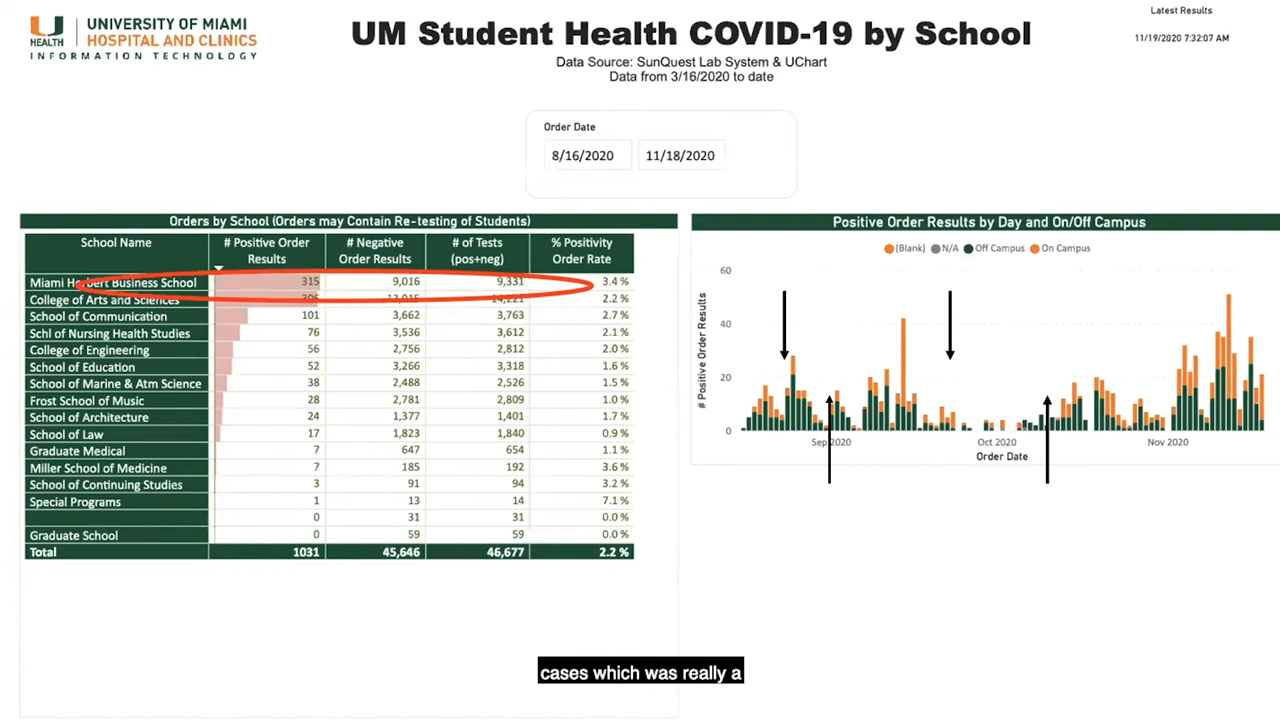 UNIVERSITY OF MIAMI
HOSPITAL AND CLINICS
HEALTH
INFORMATION TECHNOLOGY
UM Student Health COVID-19 by School
Data Source: SunQuest Lab System & UChart
Data from 3/16/2020 to date
Latest Results
11/19/2020 7:32:07 AM
Order Date
8/16/2020 11/18/2020
Orders by School (Orders may Contain Re-testing of Students)
School Name # Positive Order Results # Negative Order Results # of Tests (pos+neg) % Positivity Order Rate
Miami Herbert Business School 315 9,016 9,331 3.4 %
College of Arts and Sciences 306 13,915 14,221 2.2 %
School of Communication 101 3,662 3,763 2.7 %
Schl of Nursing Health Studies 76 3,536 3,612 2.1 %
College of Engineering 56 2,756 2,812 2.0 %
School of Education 52 3,266 3,318 1.6 %
School of Marine & Atm Science 38 2,488 2,526 1.5 %
Frost School of Music 28 2,781 2,809 1.0 %
School of Architecture 24 1,377 1,401 1.7 %
School of Law 17 1,823 1,840 0.9 %
Graduate Medical 7 647 654 1.1 %
Miller School of Medicine 7 185 192 3.6 %
School of Continuing Studies 3 91 94 3.2 %
Special Programs 1 13 14 7.1 %
0 31 31 0.0 %
Graduate School 0 59 59 0.0 %
Total 1031 45,646 46,677 2.2 %
Positive Order Results by Day and On/Off Campus
(Blank) N/A Off Campus On Campus
# Positive Order Results
60
40
20
0
Sep 2020 Oct 2020 Nov 2020
Order Date
cases which was really a